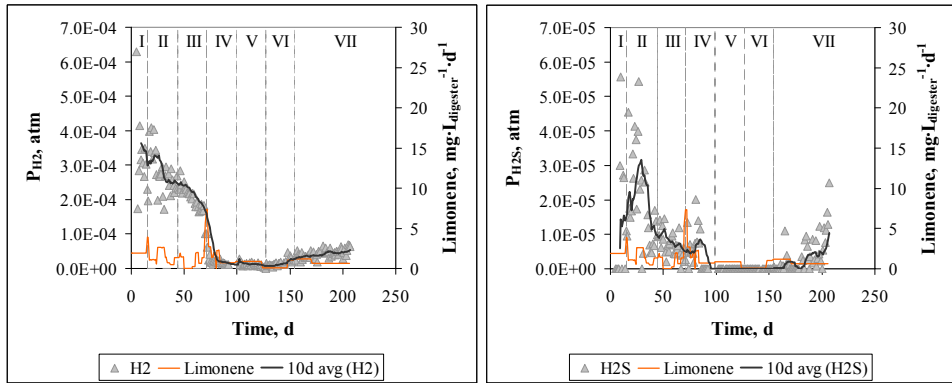 7.0E-04
6.0E-04
5.0E-04
4.0E-04
3.0E-04
2.0E-04
1.0E-04
0.0E+00
P_H2, atm
I II III IV V VI VII
30
25
20
15
10
5
0
Limonene, mg·L_digester^-1·d^-1
0 50 100 150 200 250
Time, d
H2 Limonene 10d avg (H2)
7.0E-05
6.0E-05
5.0E-05
4.0E-05
3.0E-05
2.0E-05
1.0E-05
0.0E+00
P_H2S, atm
I II III IV V VI VII
30
25
20
15
10
5
0
Limonene, mg·L_digester^-1·d^-1
0 50 100 150 200 250
Time, d
H2S Limonene 10d avg (H2S)